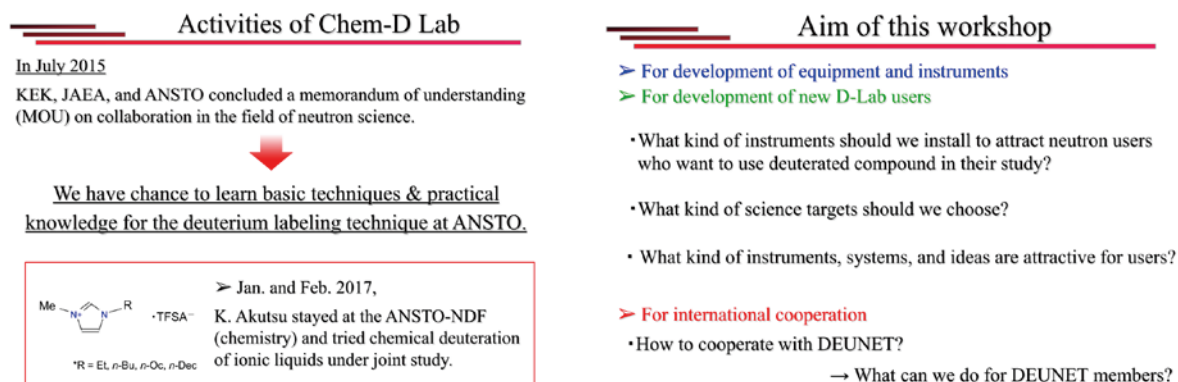 Activities of Chem-D Lab
In July 2015
KEK, JAEA, and ANSTO concluded a memorandum of understanding
(MOU) on collaboration in the field of neutron science.
We have chance to learn basic techniques & practical
knowledge for the deuterium labeling technique at ANSTO.
Me N+ N R ·TFSA⁻
*R = Et, n-Bu, n-Oc, n-Dec
➢ Jan. and Feb. 2017,
K. Akutsu stayed at the ANSTO-NDF
(chemistry) and tried chemical deuteration
of ionic liquids under joint study.
Aim of this workshop
➢ For development of equipment and instruments
➢ For development of new D-Lab users
・What kind of instruments should we install to attract neutron users
who want to use deuterated compound in their study?
・What kind of science targets should we choose?
・What kind of instruments, systems, and ideas are attractive for users?
➢ For international cooperation
・How to cooperate with DEUNET?
→ What can we do for DEUNET members?